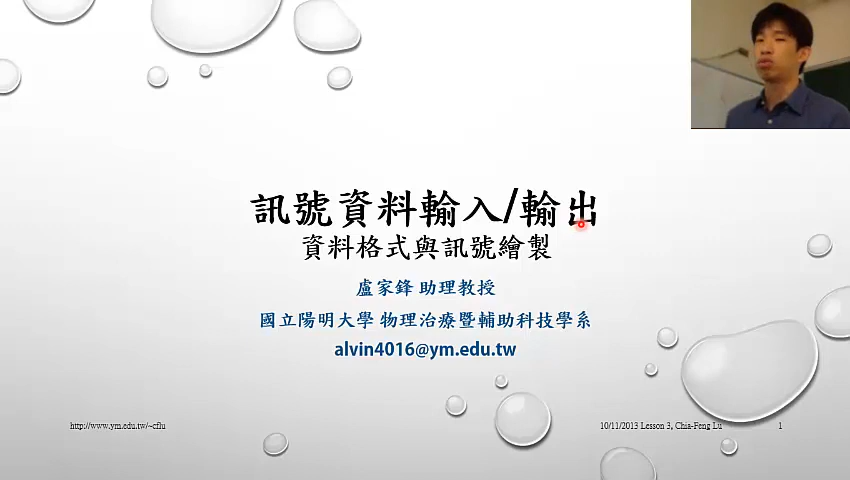 訊號資料輸入/輸出
資料格式與訊號繪製
盧家鋒 助理教授
國立陽明大學 物理治療暨輔助科技學系
alvin4016@ym.edu.tw
http://www.ym.edu.tw/~cflu
10/11/2013 Lesson 3, Chia-Feng Lu
1